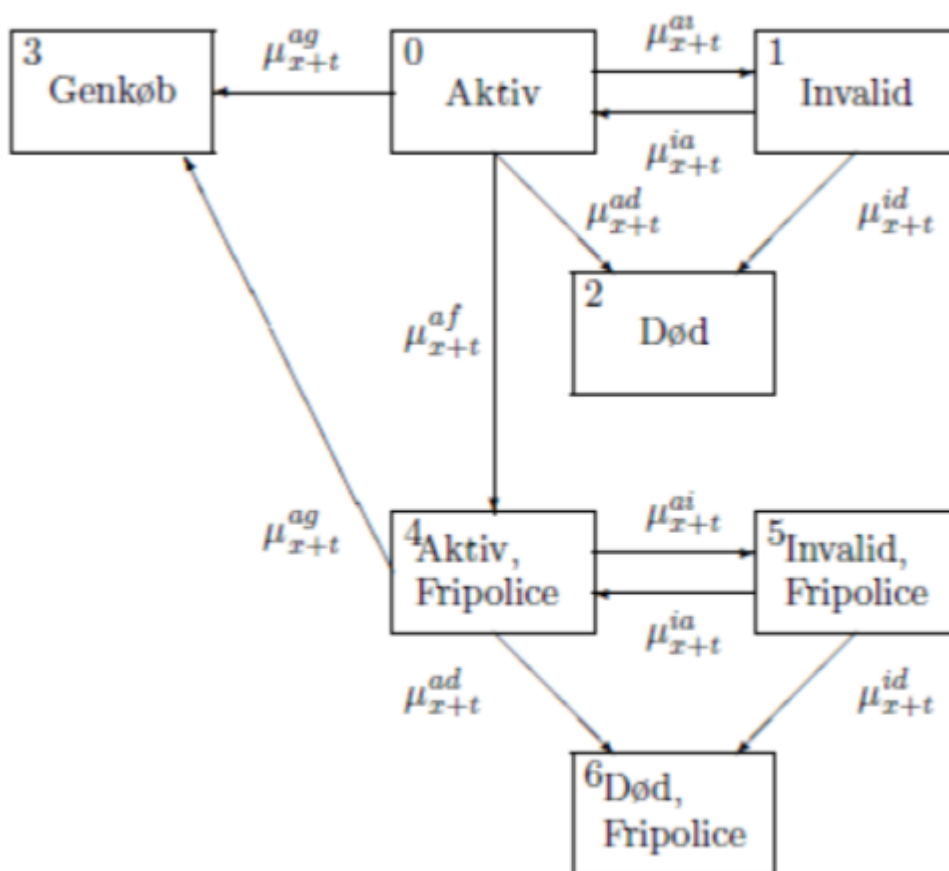 3
Genkøb
μ^{ag}_{x+t}
0
Aktiv
μ^{ai}_{x+t}
1
Invalid
μ^{ia}_{x+t}
μ^{ad}_{x+t}
μ^{id}_{x+t}
2
Død
μ^{af}_{x+t}
μ^{ag}_{x+t}
4
Aktiv,
Fripolice
μ^{ai}_{x+t}
5
Invalid,
Fripolice
μ^{ia}_{x+t}
μ^{ad}_{x+t}
μ^{id}_{x+t}
6
Død,
Fripolice